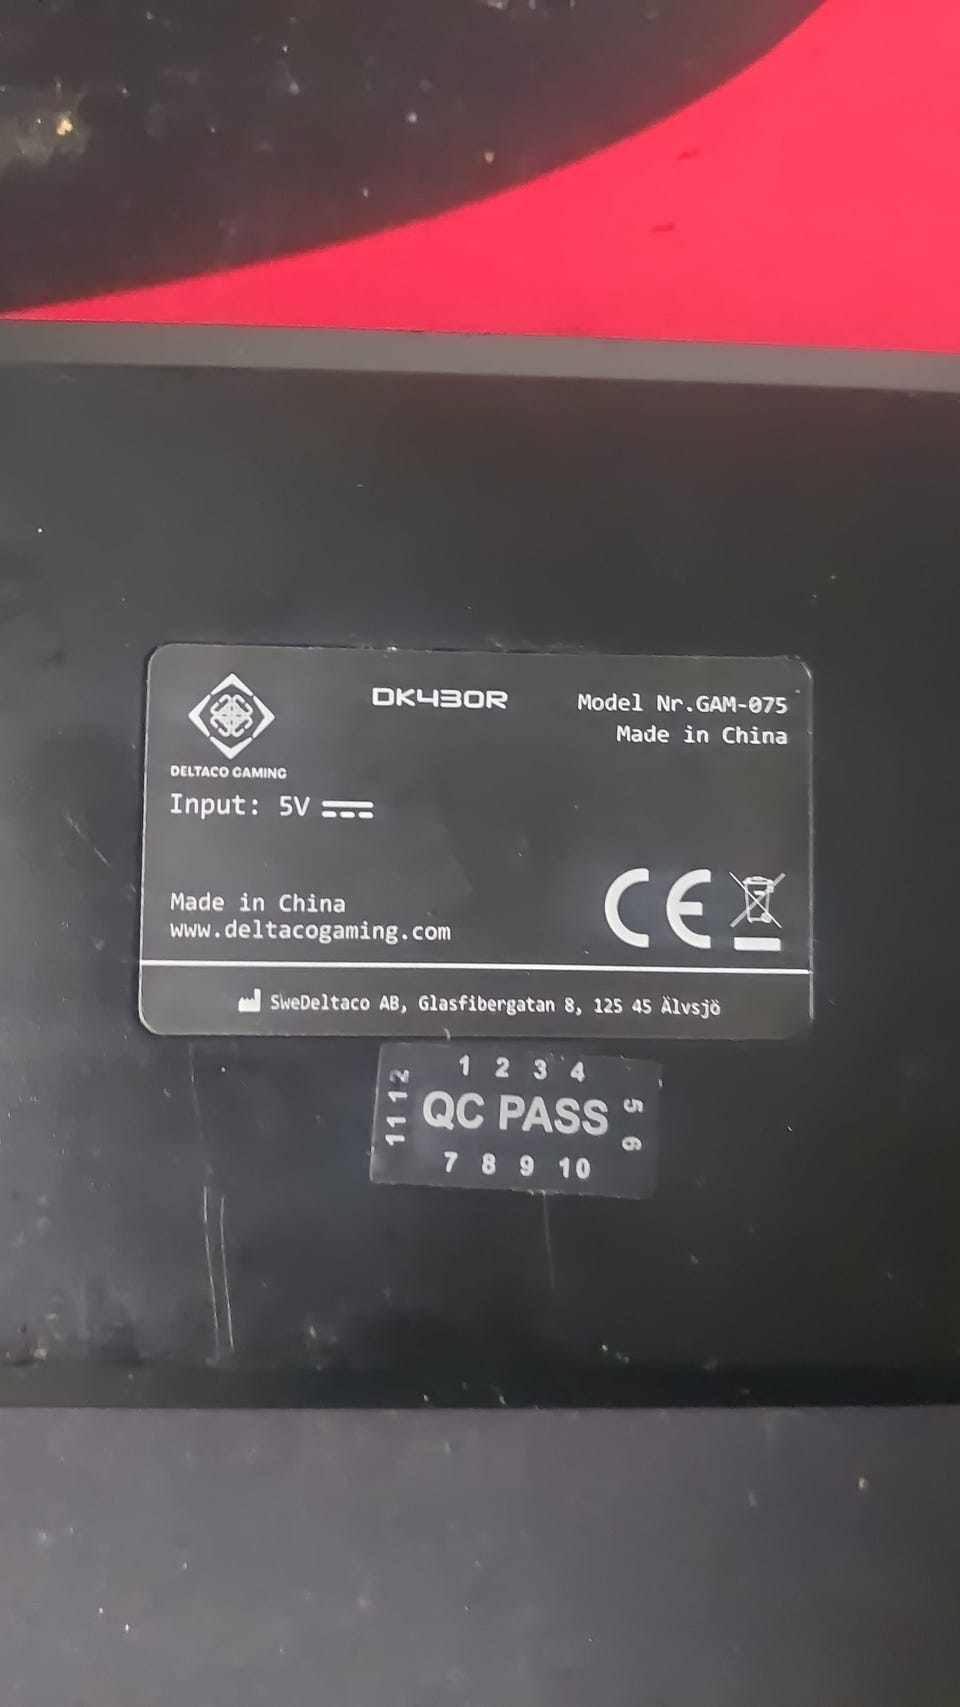 DK430R
Model Nr.GAM-075
Made in China
DELTACO GAMING
Input: 5V
CE
Made in China
www.deltacogaming.com
SweDeltaco AB, Glasfibergatan 8, 125 45 Älvsjö
1 2 3 4
11 12
QC PASS
5 6
7 8 9 10